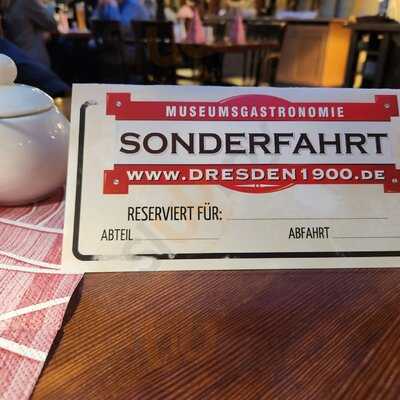 MUSEUMSGASTRONOMIE
SONDERFAHRT
WWW.DRESDEN1900.DE
RESERVIERT FÜR:
ABTEIL ABFAHRT